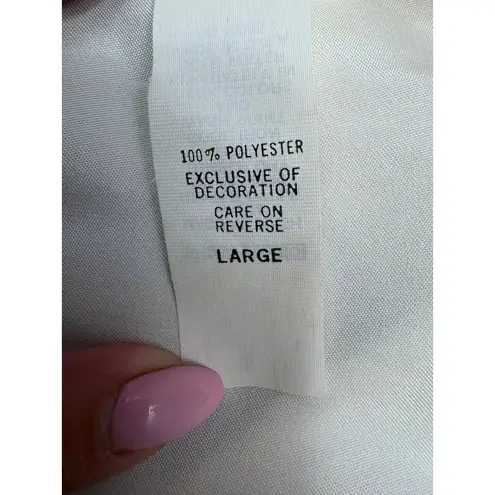 100% POLYESTER
EXCLUSIVE OF
DECORATION
CARE ON
REVERSE
LARGE